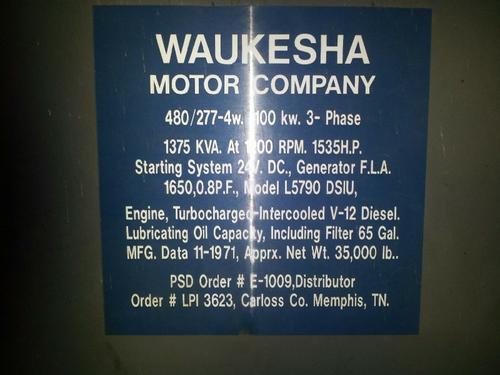 WAUKESHA
MOTOR COMPANY
480/277-4w. 100 kw. 3- Phase
1375 KVA. At 1200 RPM. 1535H.P.
Starting System 24V. DC., Generator F.L.A.
1650,0.8P.F., Model L5790 DSIU,
Engine, Turbocharged-Intercooled V-12 Diesel.
Lubricating Oil Capacity, Including Filter 65 Gal.
MFG. Data 11-1971, Apprx. Net Wt. 35,000 lb..
PSD Order # E-1009,Distributor
Order # LPI 3623, Carloss Co. Memphis, TN.